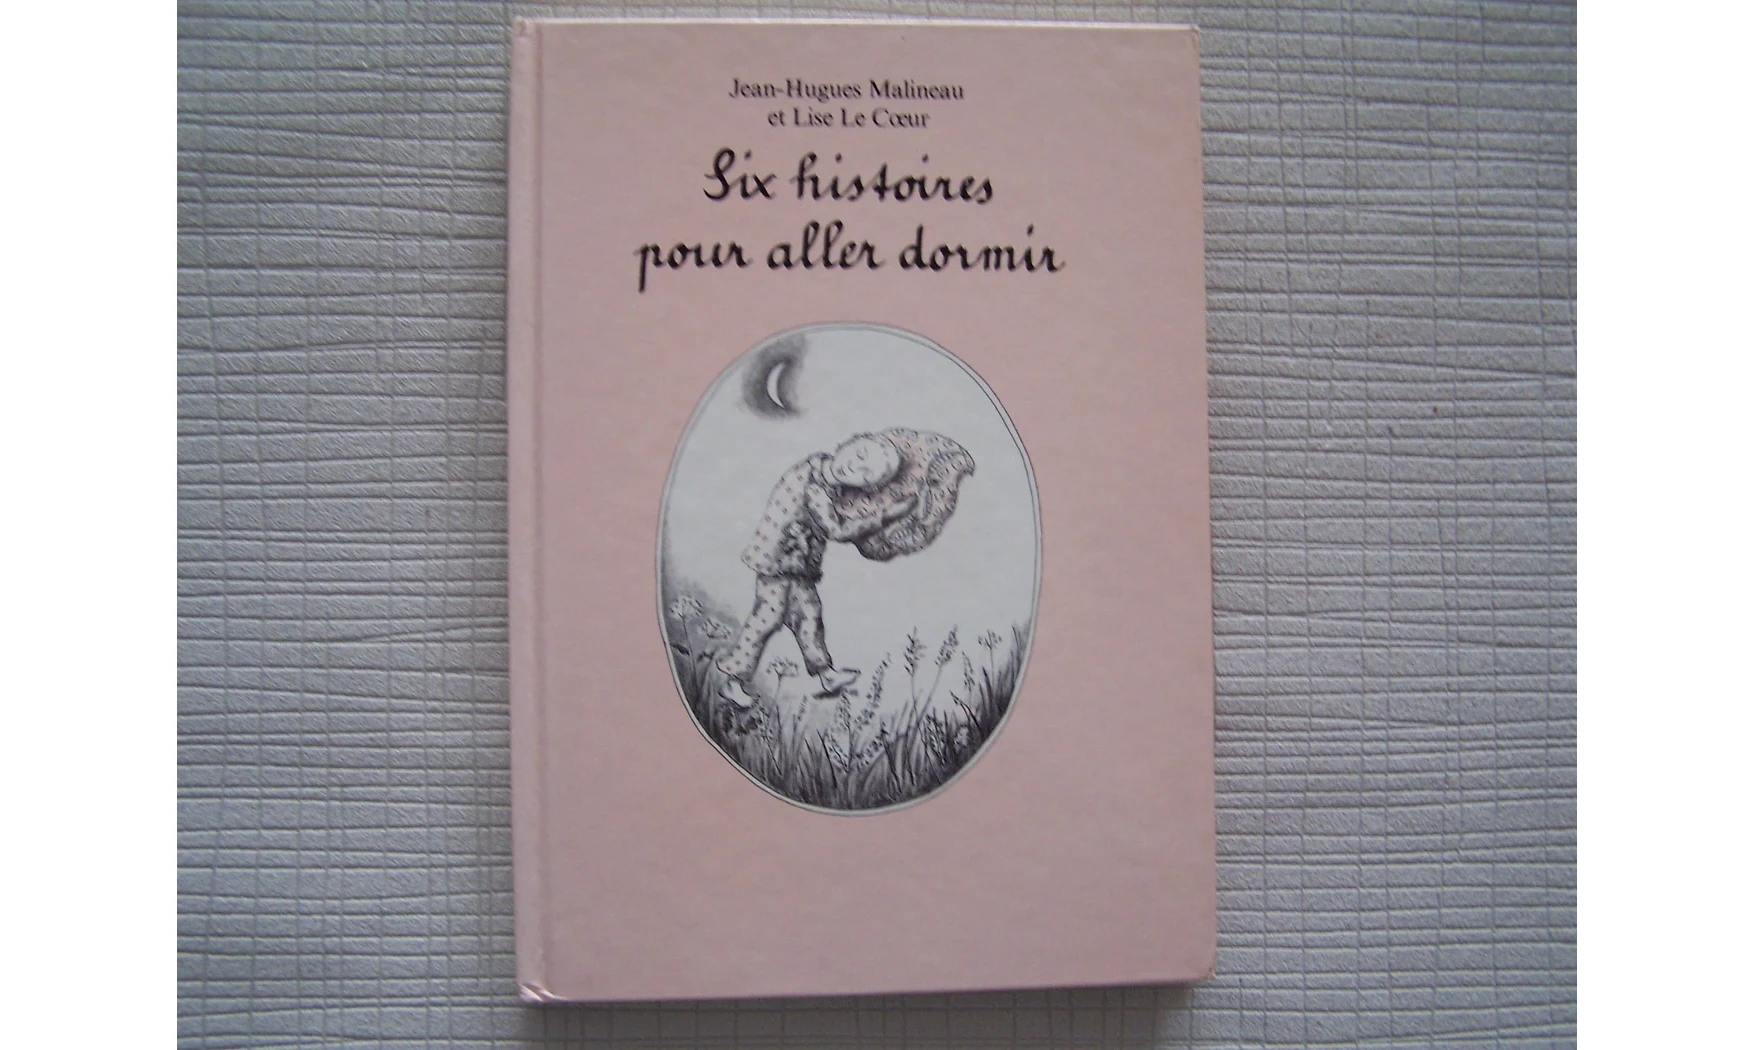 Jean-Hugues Malineau
et Lise Le Cœur
Six histoires
pour aller dormir